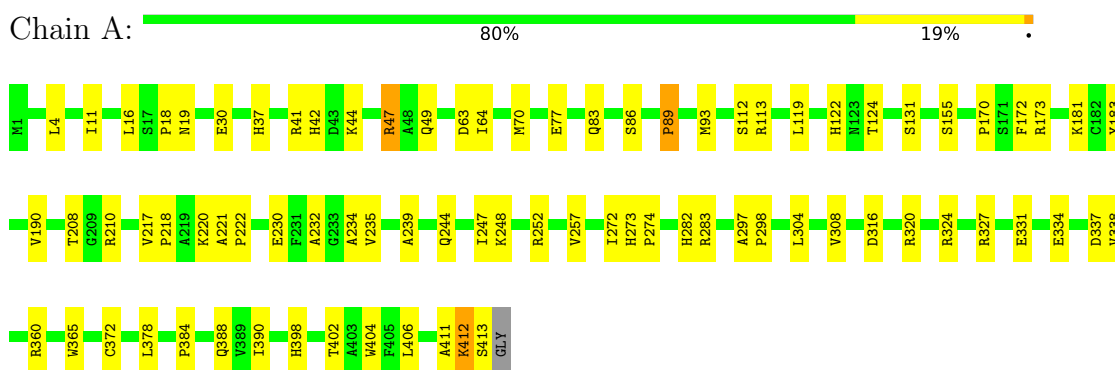 Chain A:
80% 19% •
M1 L4 I11 L16 S17 P18 N19 E30 H37 R41 H42 D43 K44 R47 A48 Q49 D63 I64 M70 E77 Q83 S86 P89 M93 S112 R113 L119 H122 N123 T124 S131 S155 P170 S171 F172 R173 K181 C182
V190 T208 G209 R210 V217 P218 A219 K220 A221 P222 E230 F231 A232 G233 A234 V235 A239 Q244 I247 K248 R252 V257 I272 H273 P274 H282 R283 A297 P298 L304 V308 D316 R320 R324 R327 E331 E334 D337 V338
R360 W365 C372 L378 P384 Q388 V389 I390 H398 T402 A403 W404 F405 L406 A411 K412 S413 GLY